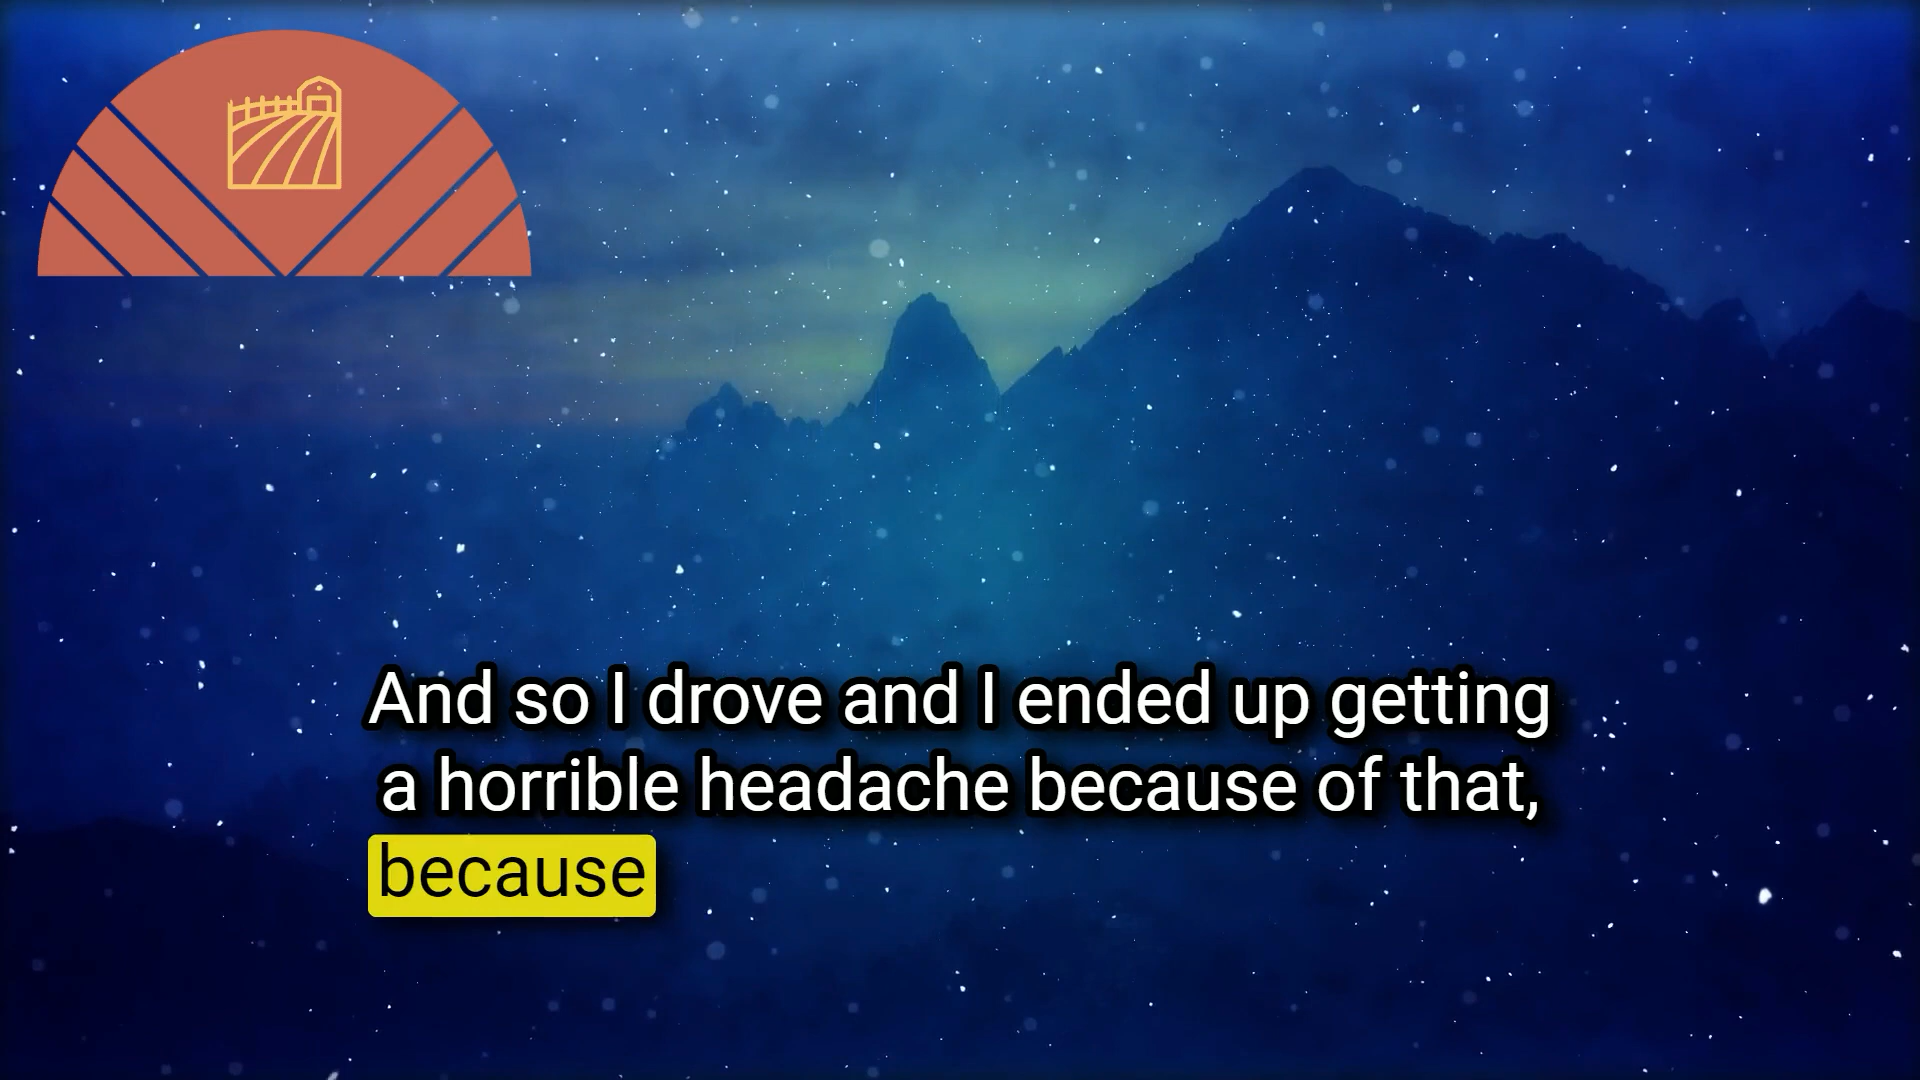 And so I drove and I ended up getting
a horrible headache because of that,
because